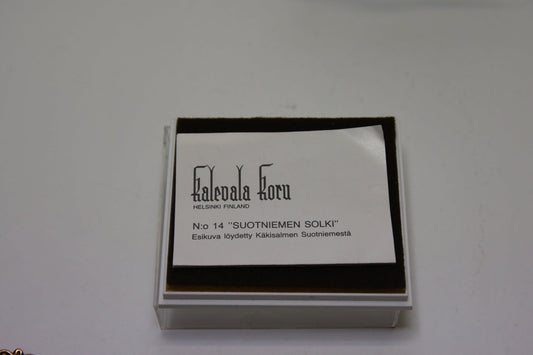 Kalevala Koru
HELSINKI FINLAND
N:o 14 "SUOTNIEMEN SOLKI"
Esikuva löydetty Käkisalmen Suotniemestä